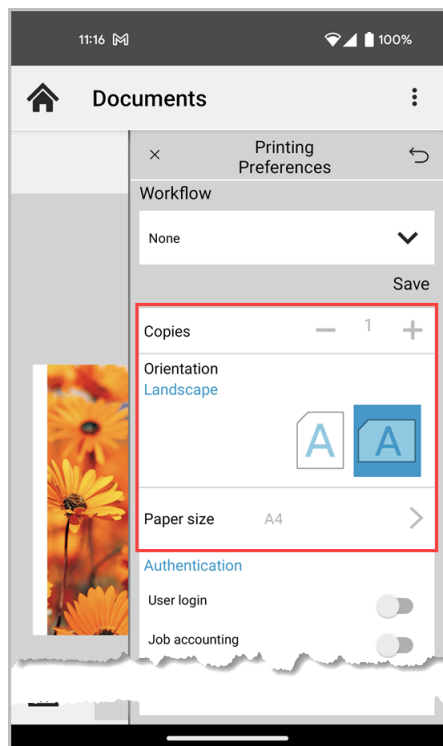 11:16
100%
Documents
Printing
Preferences
Workflow
None
Save
Copies
1
Orientation
Landscape
A
A
Paper size
A4
Authentication
User login
Job accounting